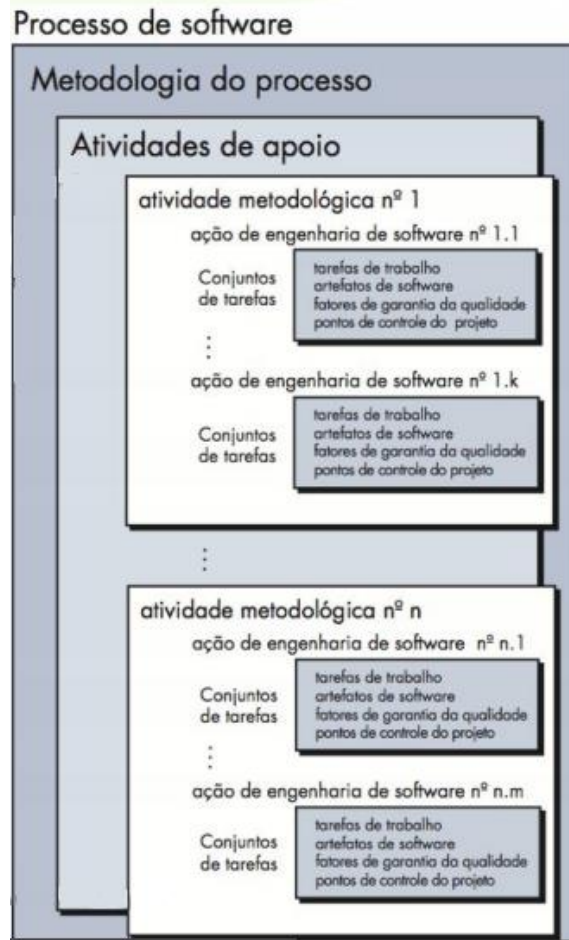 Processo de software
Metodologia do processo
Atividades de apoio
atividade metodológica nº 1
ação de engenharia de software nº 1.1
Conjuntos
de tarefas
tarefas de trabalho
artefatos de software
fatores de garantia da qualidade
pontos de controle do projeto
ação de engenharia de software nº 1.k
Conjuntos
de tarefas
tarefas de trabalho
artefatos de software
fatores de garantia da qualidade
pontos de controle do projeto
atividade metodológica nº n
ação de engenharia de software nº n.1
Conjuntos
de tarefas
tarefas de trabalho
artefatos de software
fatores de garantia da qualidade
pontos de controle do projeto
ação de engenharia de software nº n.m
Conjuntos
de tarefas
tarefas de trabalho
artefatos de software
fatores de garantia da qualidade
pontos de controle do projeto